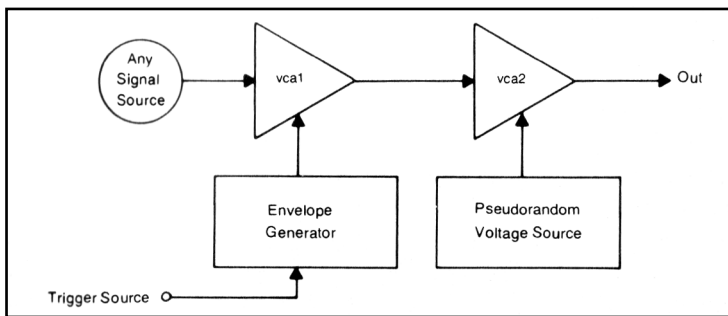 Any
Signal
Source
vca1
vca2
Out
Envelope
Generator
Pseudorandom
Voltage Source
Trigger Source